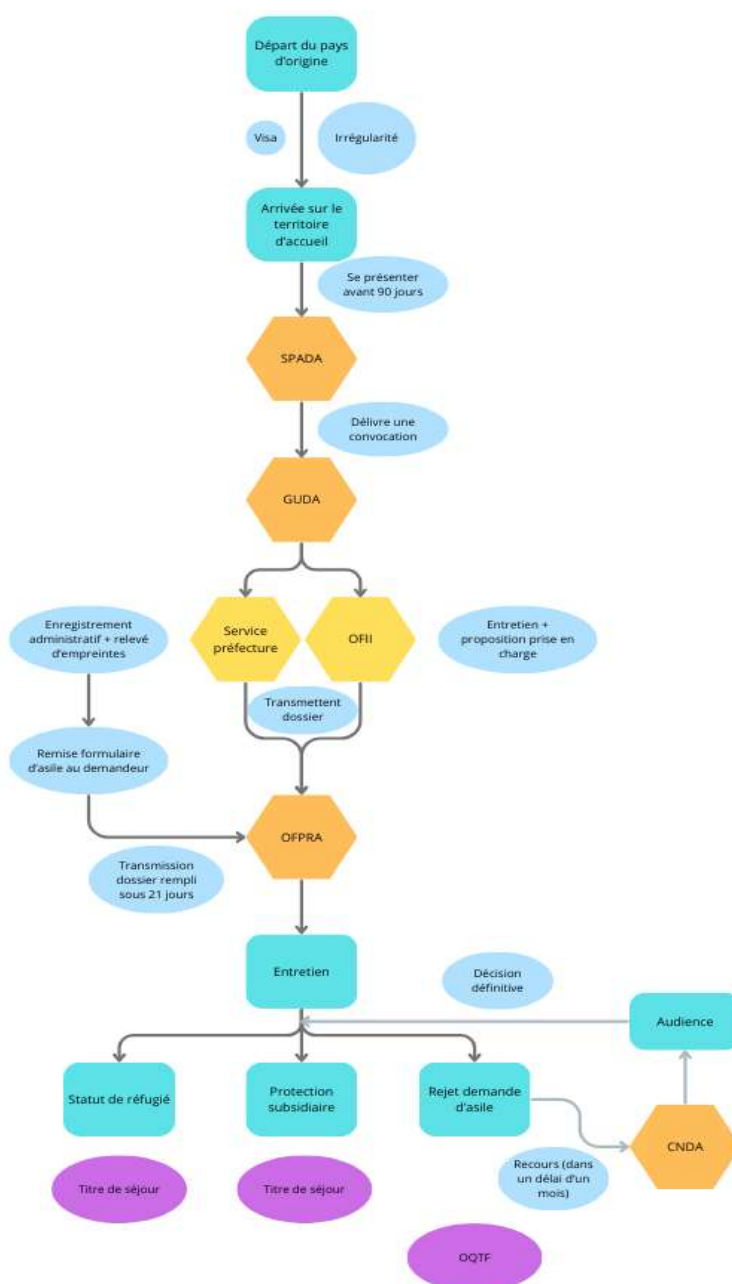 Départ du pays
d'origine
Visa
Irrégularité
Arrivée sur le
territoire
d'accueil
Se présenter
avant 90 jours
SPADA
Délivre une
convocation
GUDA
Enregistrement
administratif + relevé
d'empreintes
Service
préfecture
OFII
Entretien +
proposition prise en
charge
Transmettent
dossier
Remise formulaire
d'asile au demandeur
OFPRA
Transmission
dossier rempli
sous 21 jours
Entretien
Décision
définitive
Audience
Statut de réfugié
Protection
subsidiaire
Rejet demande
d'asile
CNDA
Recours (dans
un délai d'un
mois)
Titre de séjour
Titre de séjour
OQTF